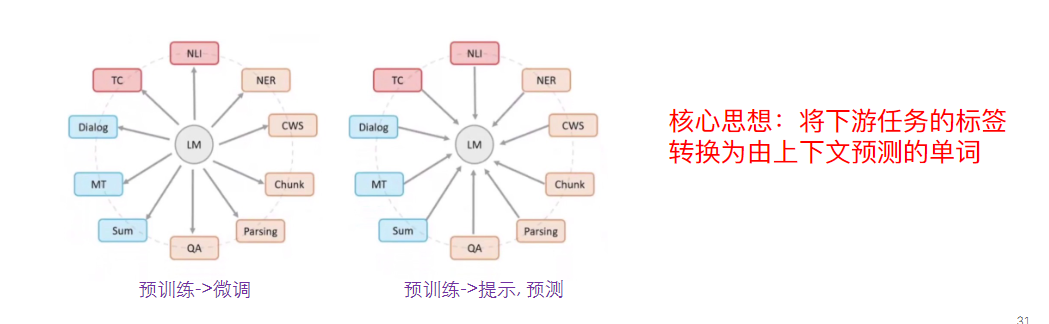 NLI
TC
NER
Dialog
CWS
LM
MT
Chunk
Sum
Parsing
QA
预训练->微调
NLI
TC
NER
Dialog
CWS
LM
MT
Chunk
Sum
Parsing
QA
预训练->提示, 预测
核心思想：将下游任务的标签
转换为由上下文预测的单词
31